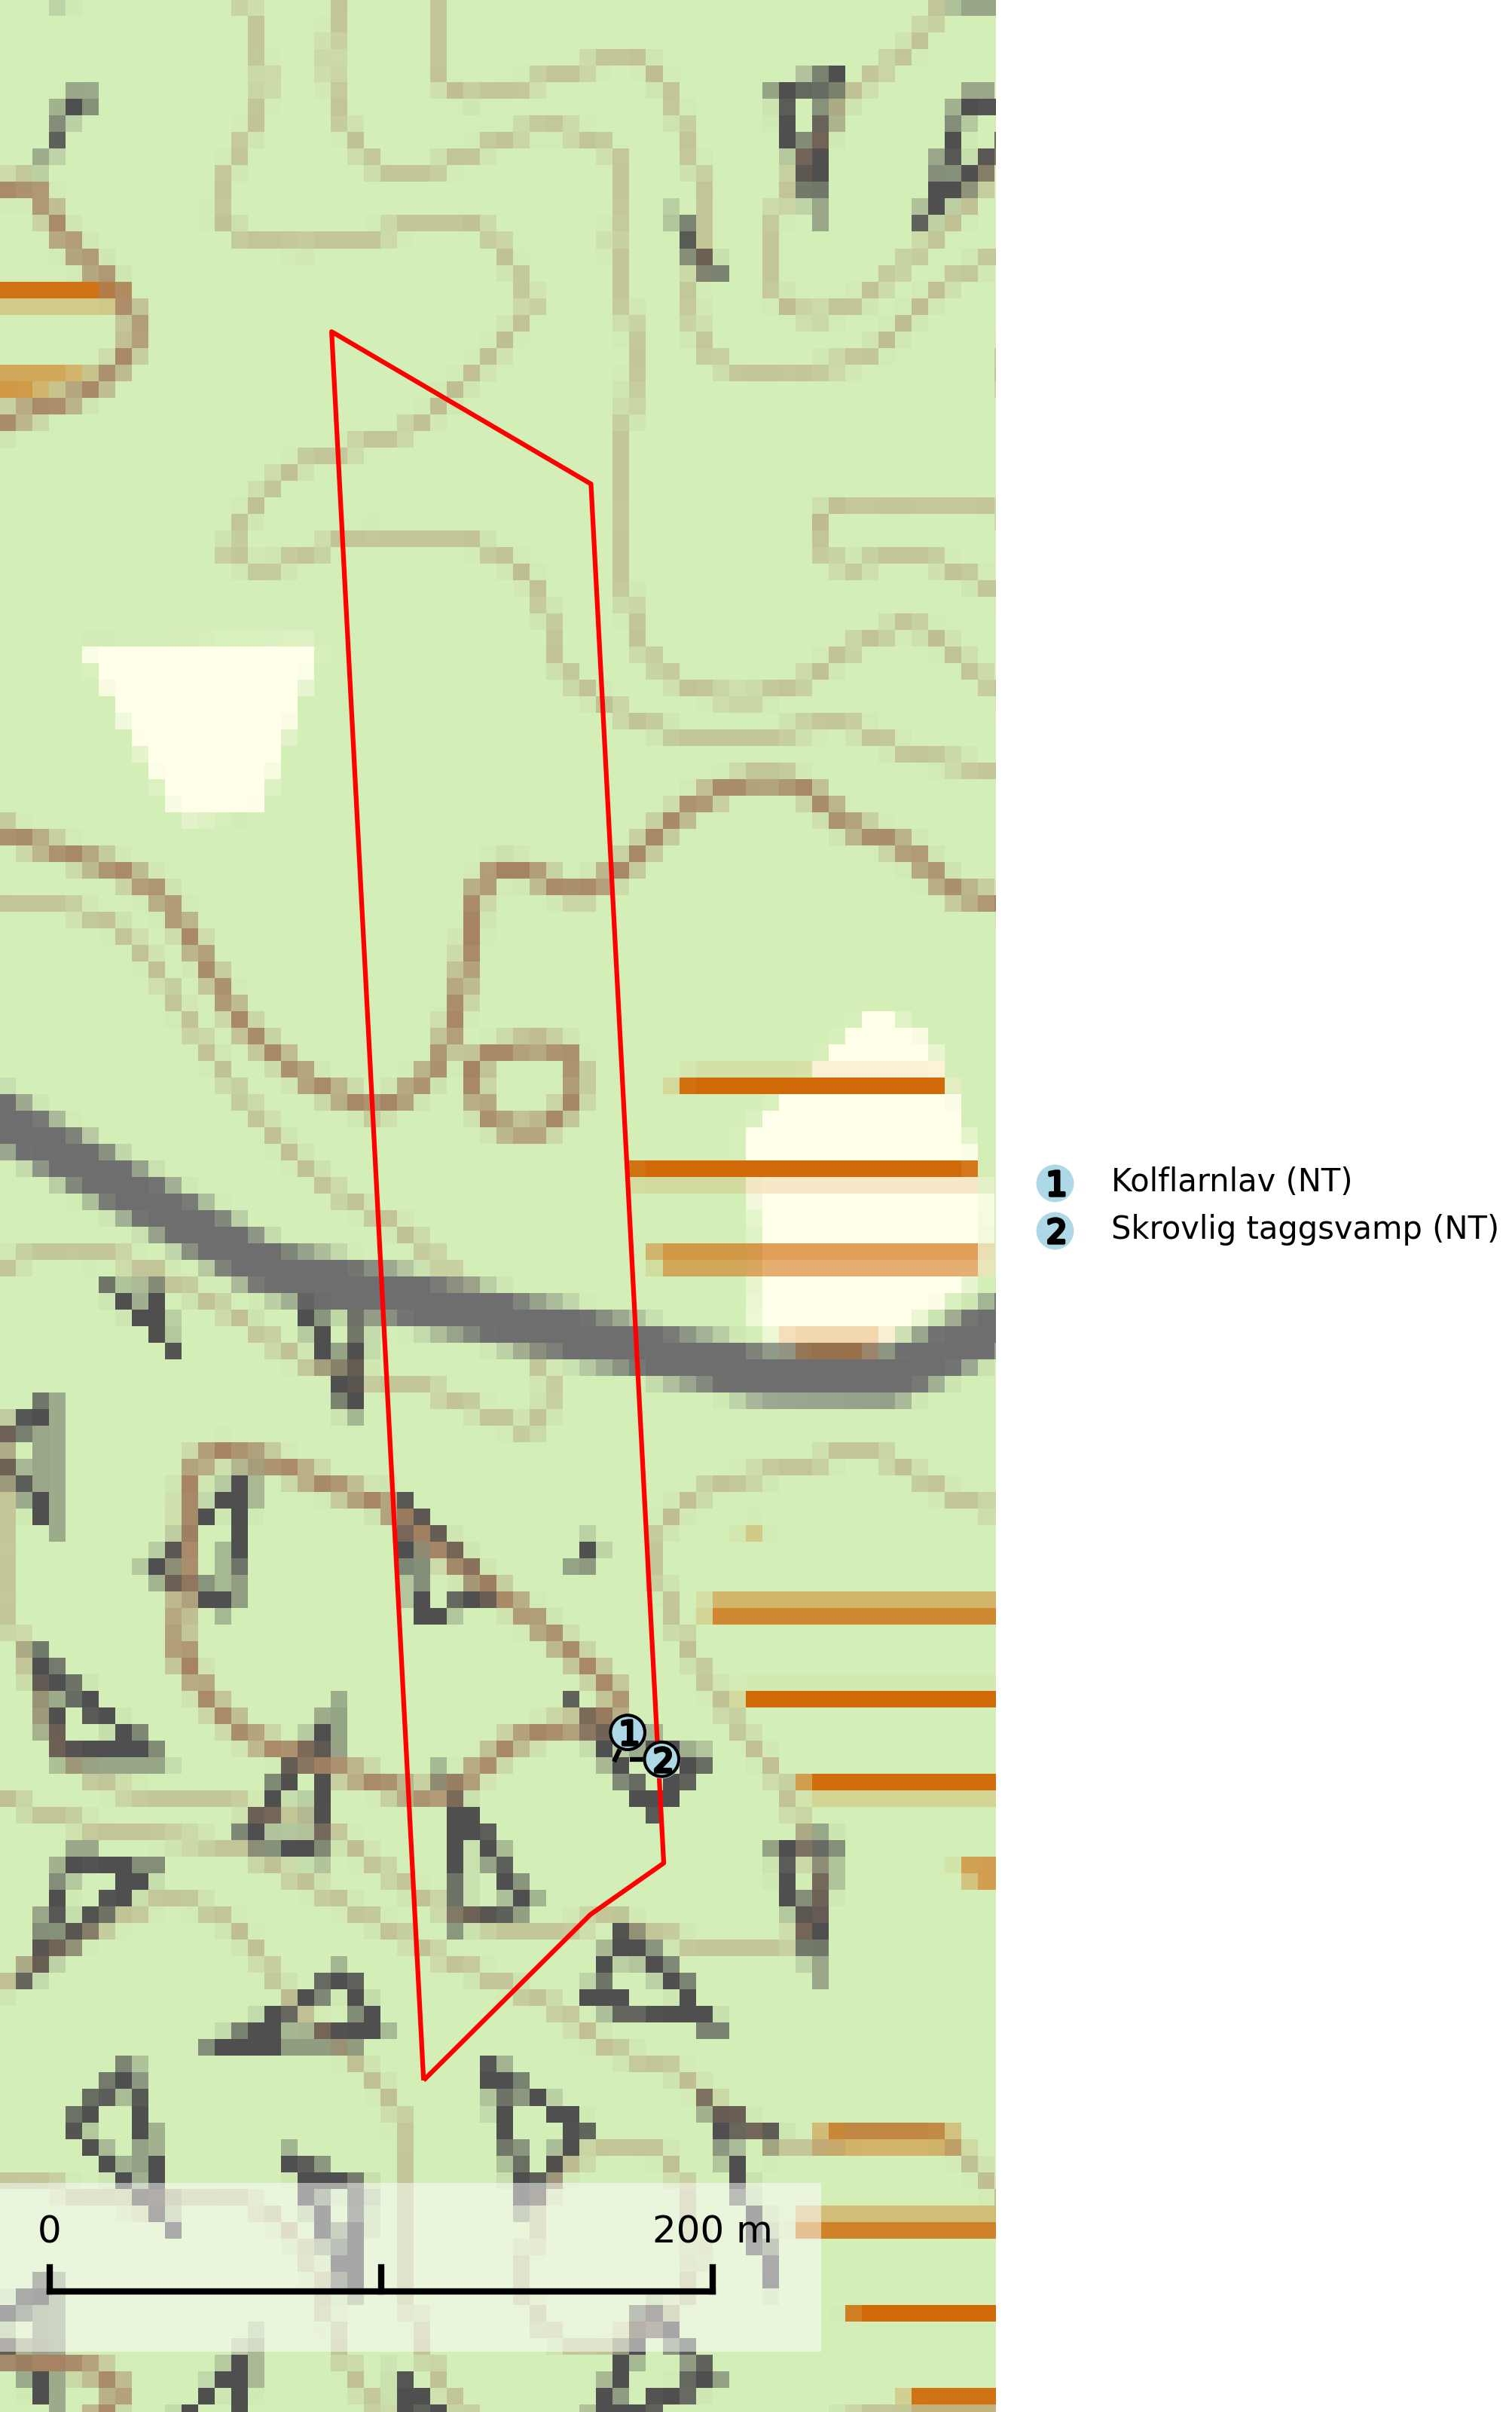 1
2
1 Kolflarnlav (NT)
2 Skrovlig taggsvamp (NT)
0 200 m